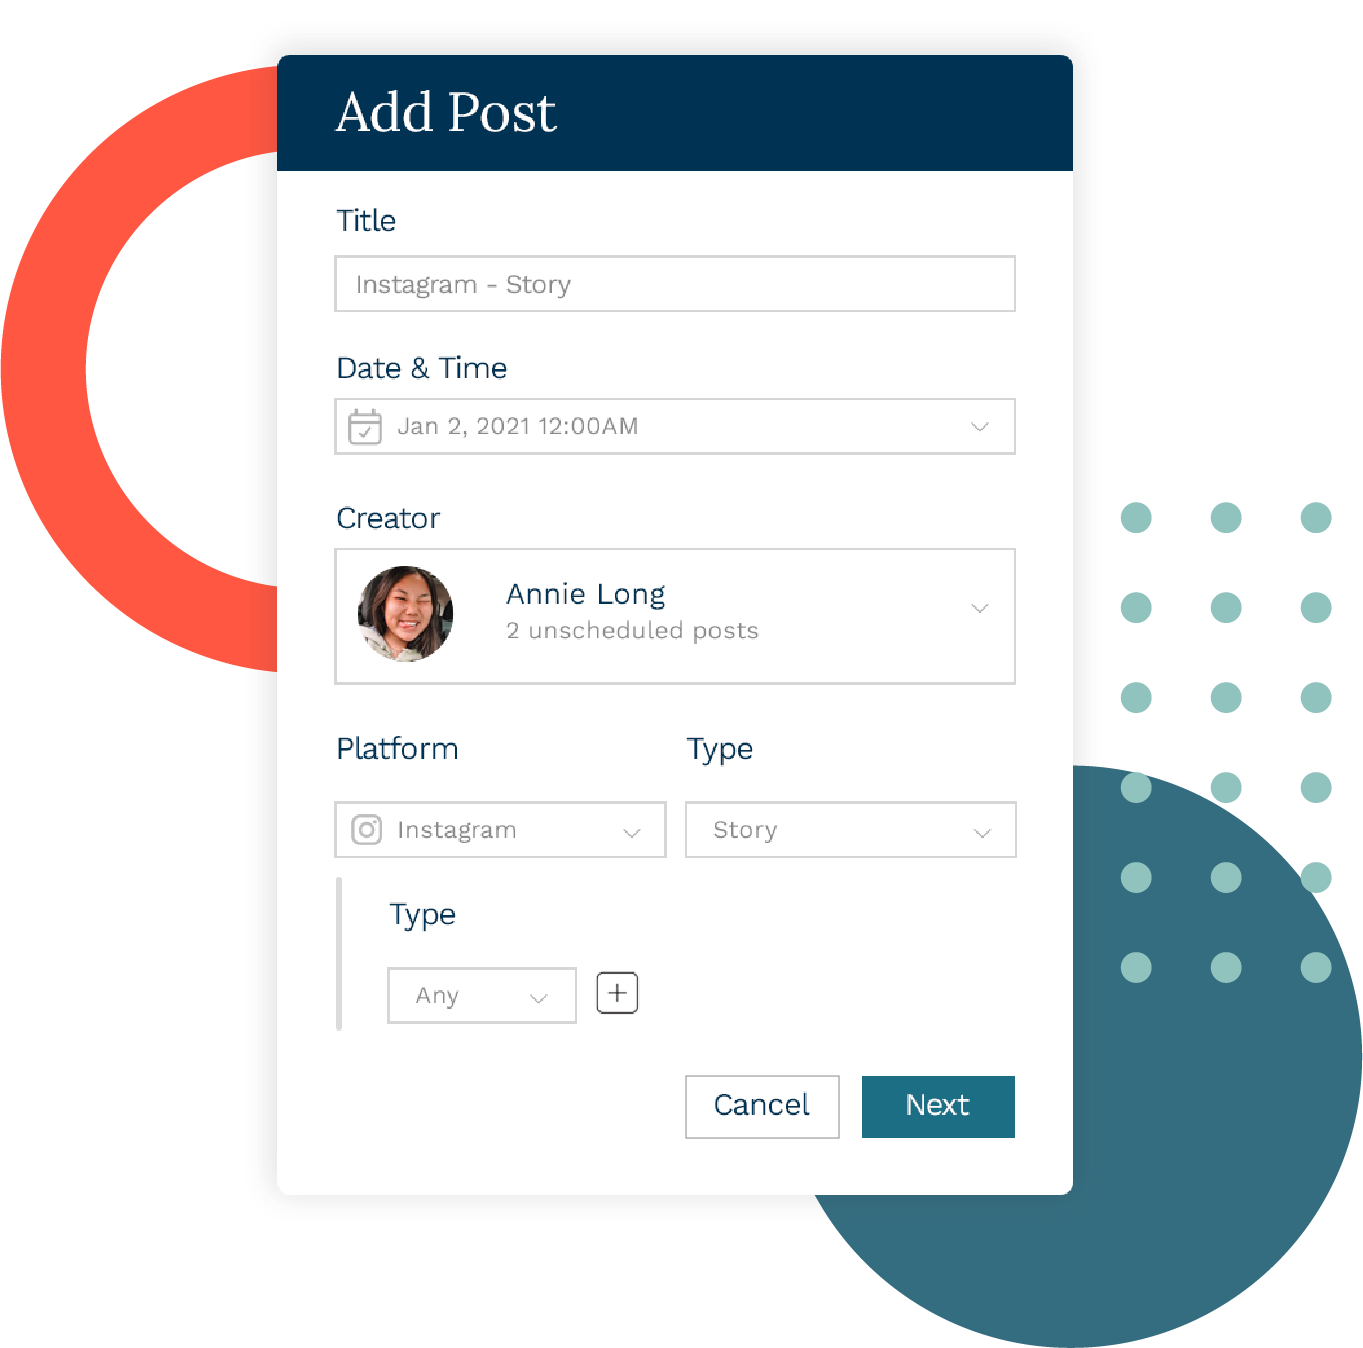 Add Post
Title
Instagram - Story
Date & Time
Jan 2, 2021 12:00AM
Creator
Annie Long
2 unscheduled posts
Platform
Type
Instagram
Story
Type
Any
Cancel
Next